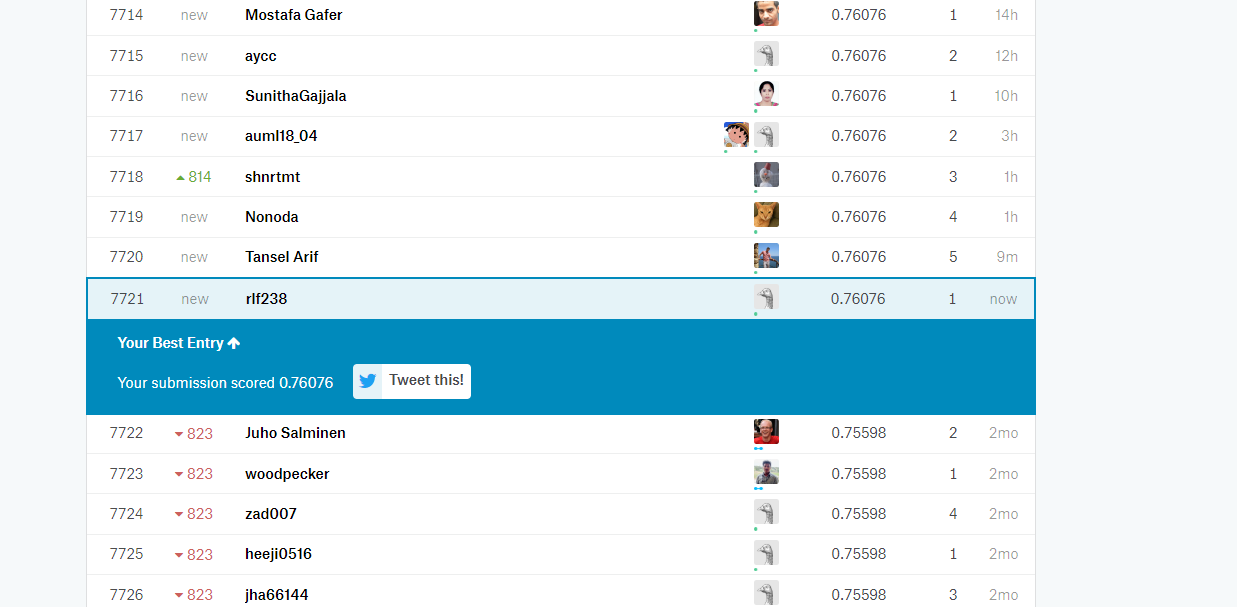 7714 new Mostafa Gafer 0.76076 1 14h
7715 new aycc 0.76076 2 12h
7716 new SunithaGajjala 0.76076 1 10h
7717 new auml18_04 0.76076 2 3h
7718 814 shnrtmt 0.76076 3 1h
7719 new Nonoda 0.76076 4 1h
7720 new Tansel Arif 0.76076 5 9m
7721 new rlf238 0.76076 1 now
Your Best Entry
Your submission scored 0.76076 Tweet this!
7722 823 Juho Salminen 0.75598 2 2mo
7723 823 woodpecker 0.75598 1 2mo
7724 823 zad007 0.75598 4 2mo
7725 823 heeji0516 0.75598 1 2mo
7726 823 jha66144 0.75598 3 2mo